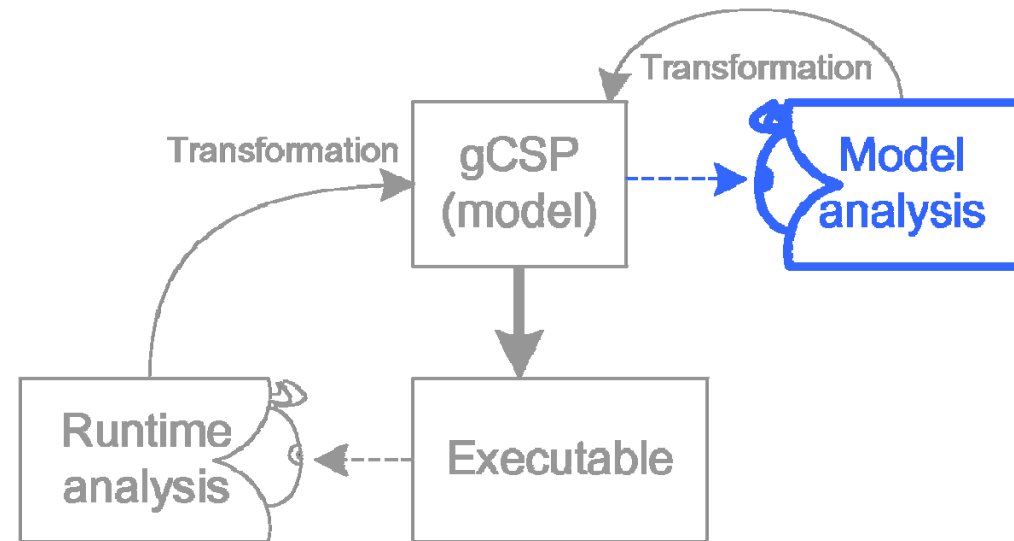 Transformation
Transformation
gCSP
(model)
Model
analysis
Runtime
analysis
Executable